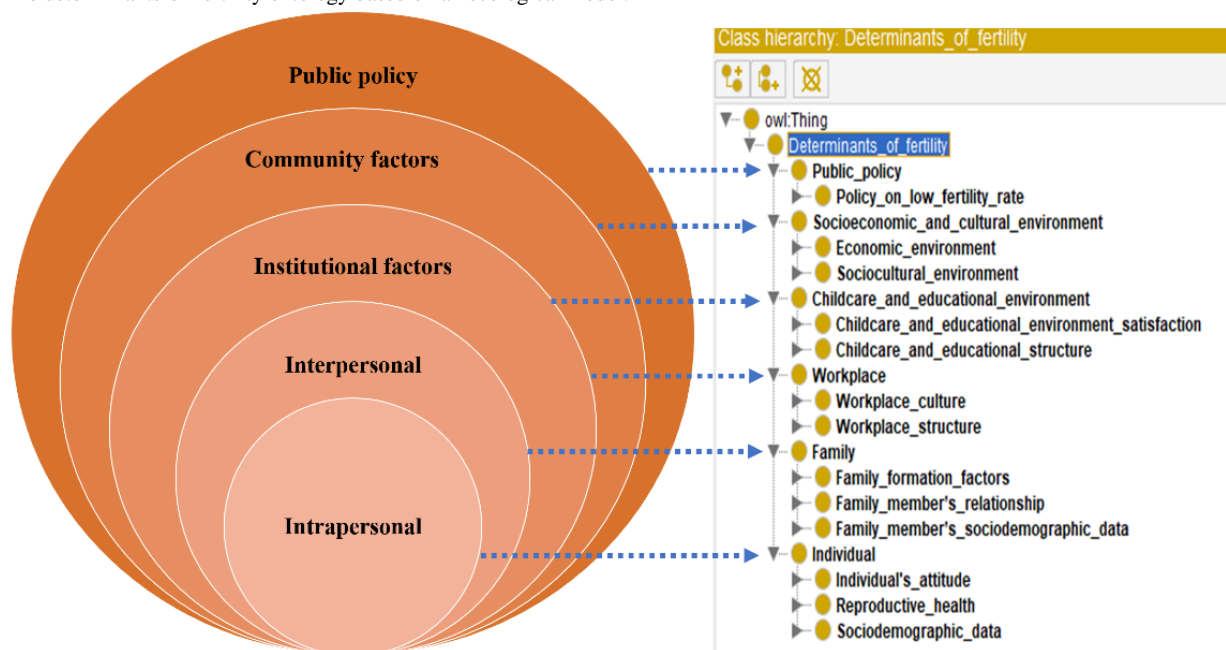 Public policy
Community factors
Institutional factors
Interpersonal
Intrapersonal
Class hierarchy: Determinants_of_fertility
owl:Thing
Determinants_of_fertility
Public_policy
Policy_on_low_fertility_rate
Socioeconomic_and_cultural_environment
Economic_environment
Sociocultural_environment
Childcare_and_educational_environment
Childcare_and_educational_environment_satisfaction
Childcare_and_educational_structure
Workplace
Workplace_culture
Workplace_structure
Family
Family_formation_factors
Family_member's_relationship
Family_member's_sociodemographic_data
Individual
Individual's_attitude
Reproductive_health
Sociodemographic_data